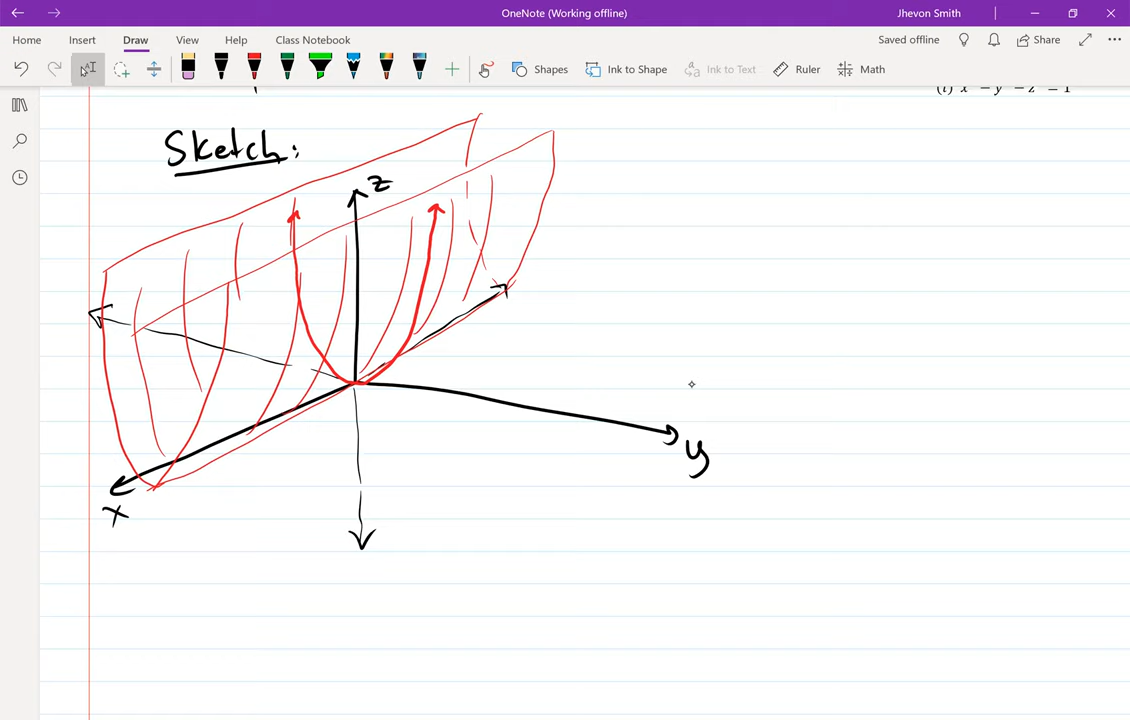 OneNote (Working offline)
Jhevon Smith
Home Insert Draw View Help Class Notebook
Saved offline Share
Shapes Ink to Shape Ink to Text Ruler Math
Sketch:
z
y
x